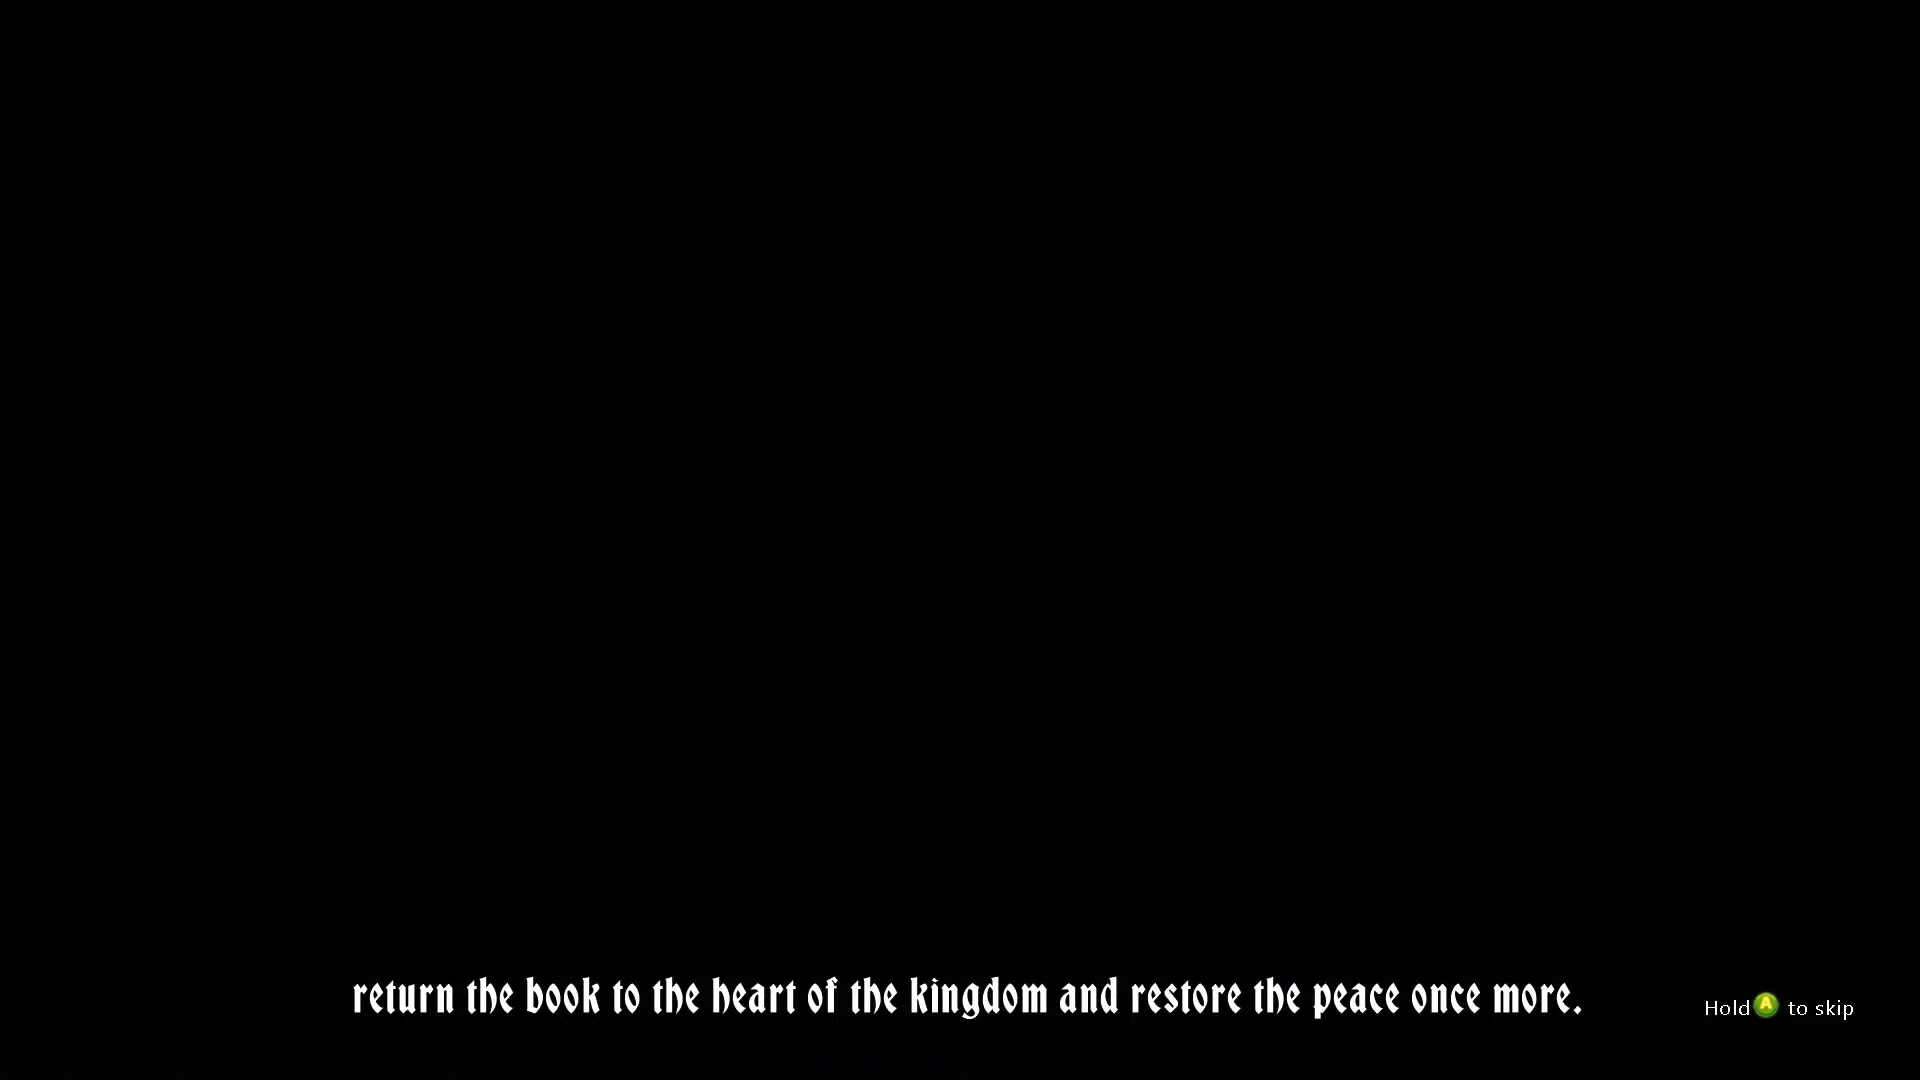 return the book to the heart of the kingdom and restore the peace once more.
Hold A to skip